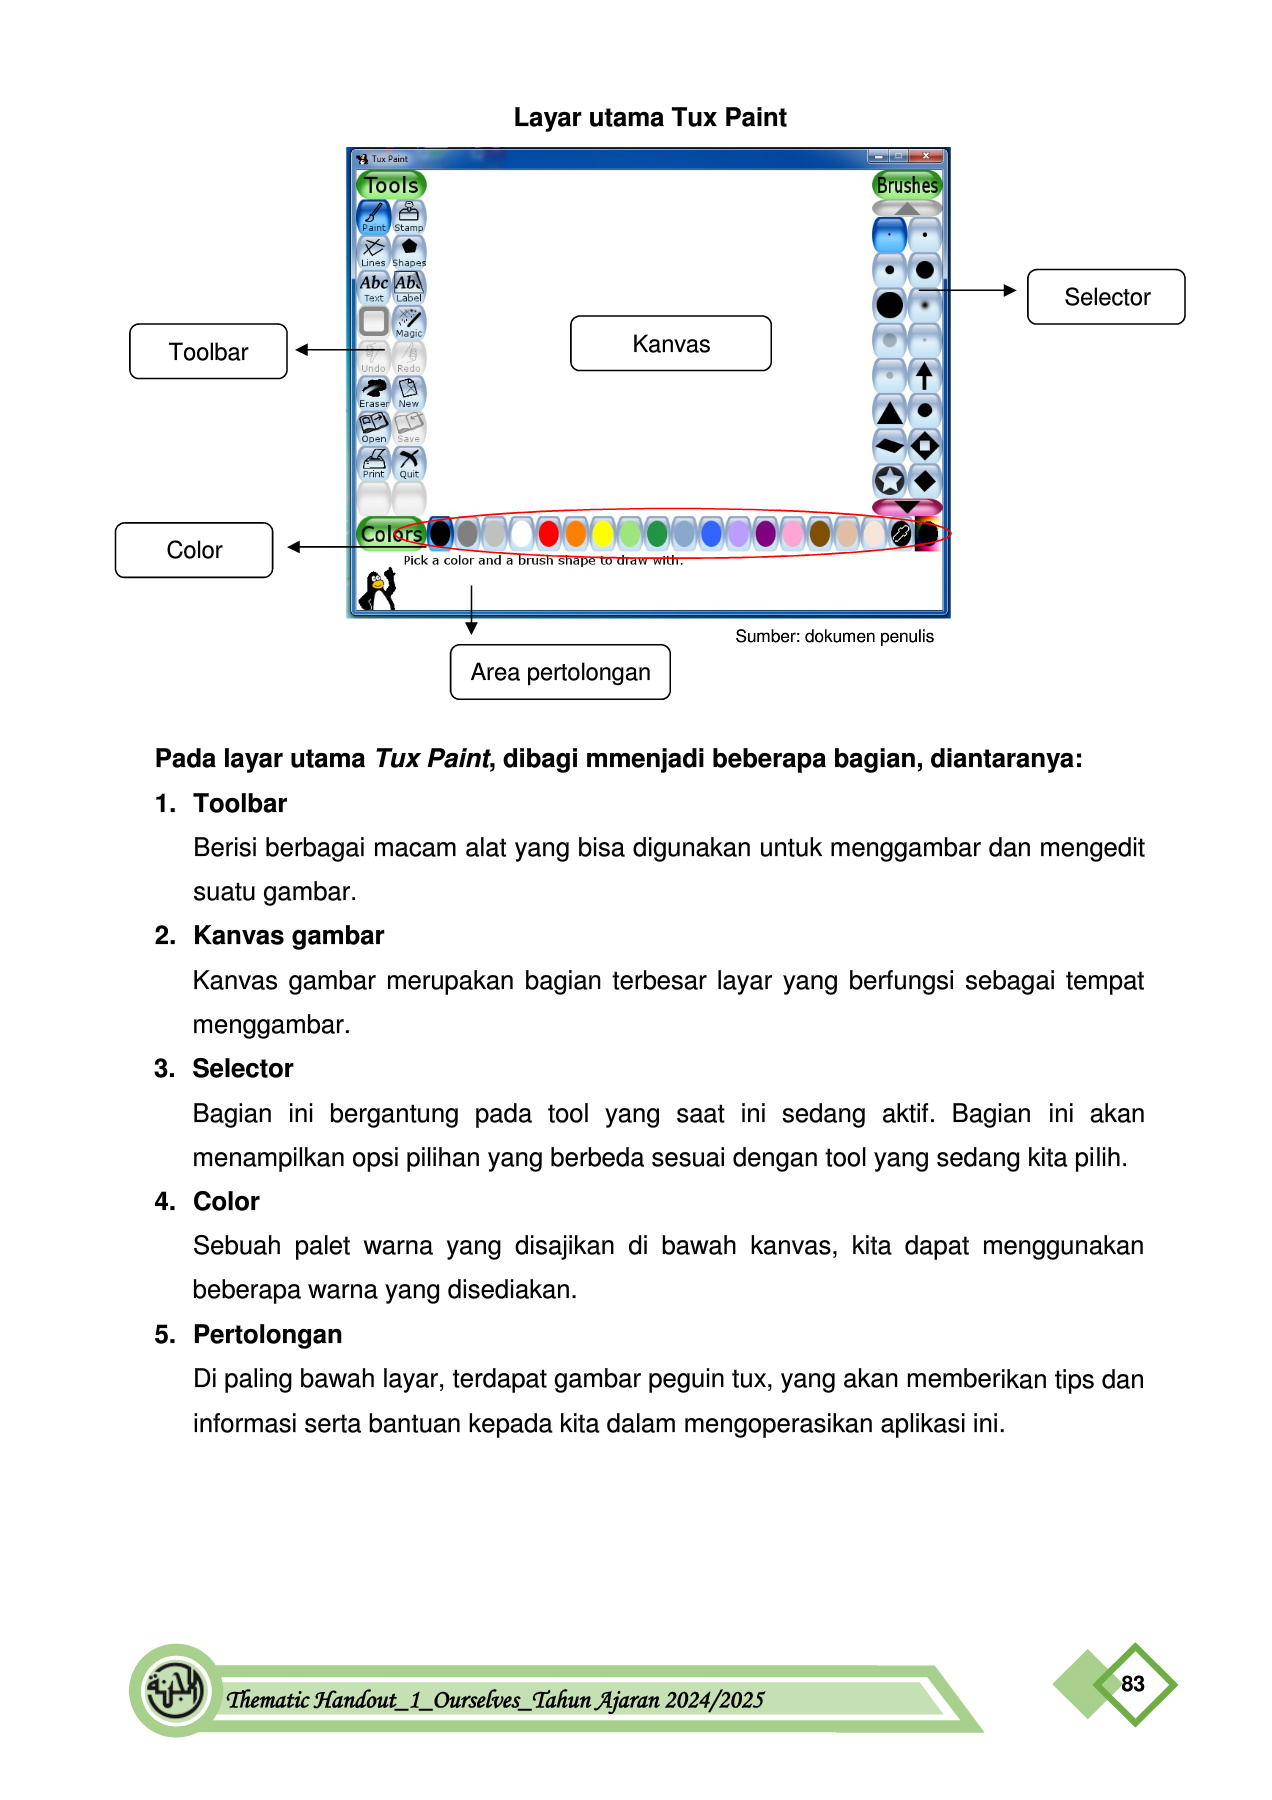 Layar utama Tux Paint
Tux Paint
Tools
Brushes
Paint Stamp
Lines Shapes
Abc Abc
Text Label
Magic
Undo Redo
Eraser New
Open Save
Print Quit
Selector
Kanvas
Toolbar
Colors
Color
Pick a color and a brush shape to draw with.
Sumber: dokumen penulis
Area pertolongan
Pada layar utama Tux Paint, dibagi mmenjadi beberapa bagian, diantaranya:
1. Toolbar
Berisi berbagai macam alat yang bisa digunakan untuk menggambar dan mengedit
suatu gambar.
2. Kanvas gambar
Kanvas gambar merupakan bagian terbesar layar yang berfungsi sebagai tempat
menggambar.
3. Selector
Bagian ini bergantung pada tool yang saat ini sedang aktif. Bagian ini akan
menampilkan opsi pilihan yang berbeda sesuai dengan tool yang sedang kita pilih.
4. Color
Sebuah palet warna yang disajikan di bawah kanvas, kita dapat menggunakan
beberapa warna yang disediakan.
5. Pertolongan
Di paling bawah layar, terdapat gambar peguin tux, yang akan memberikan tips dan
informasi serta bantuan kepada kita dalam mengoperasikan aplikasi ini.
Thematic Handout_1_Ourselves_Tahun Ajaran 2024/2025
83